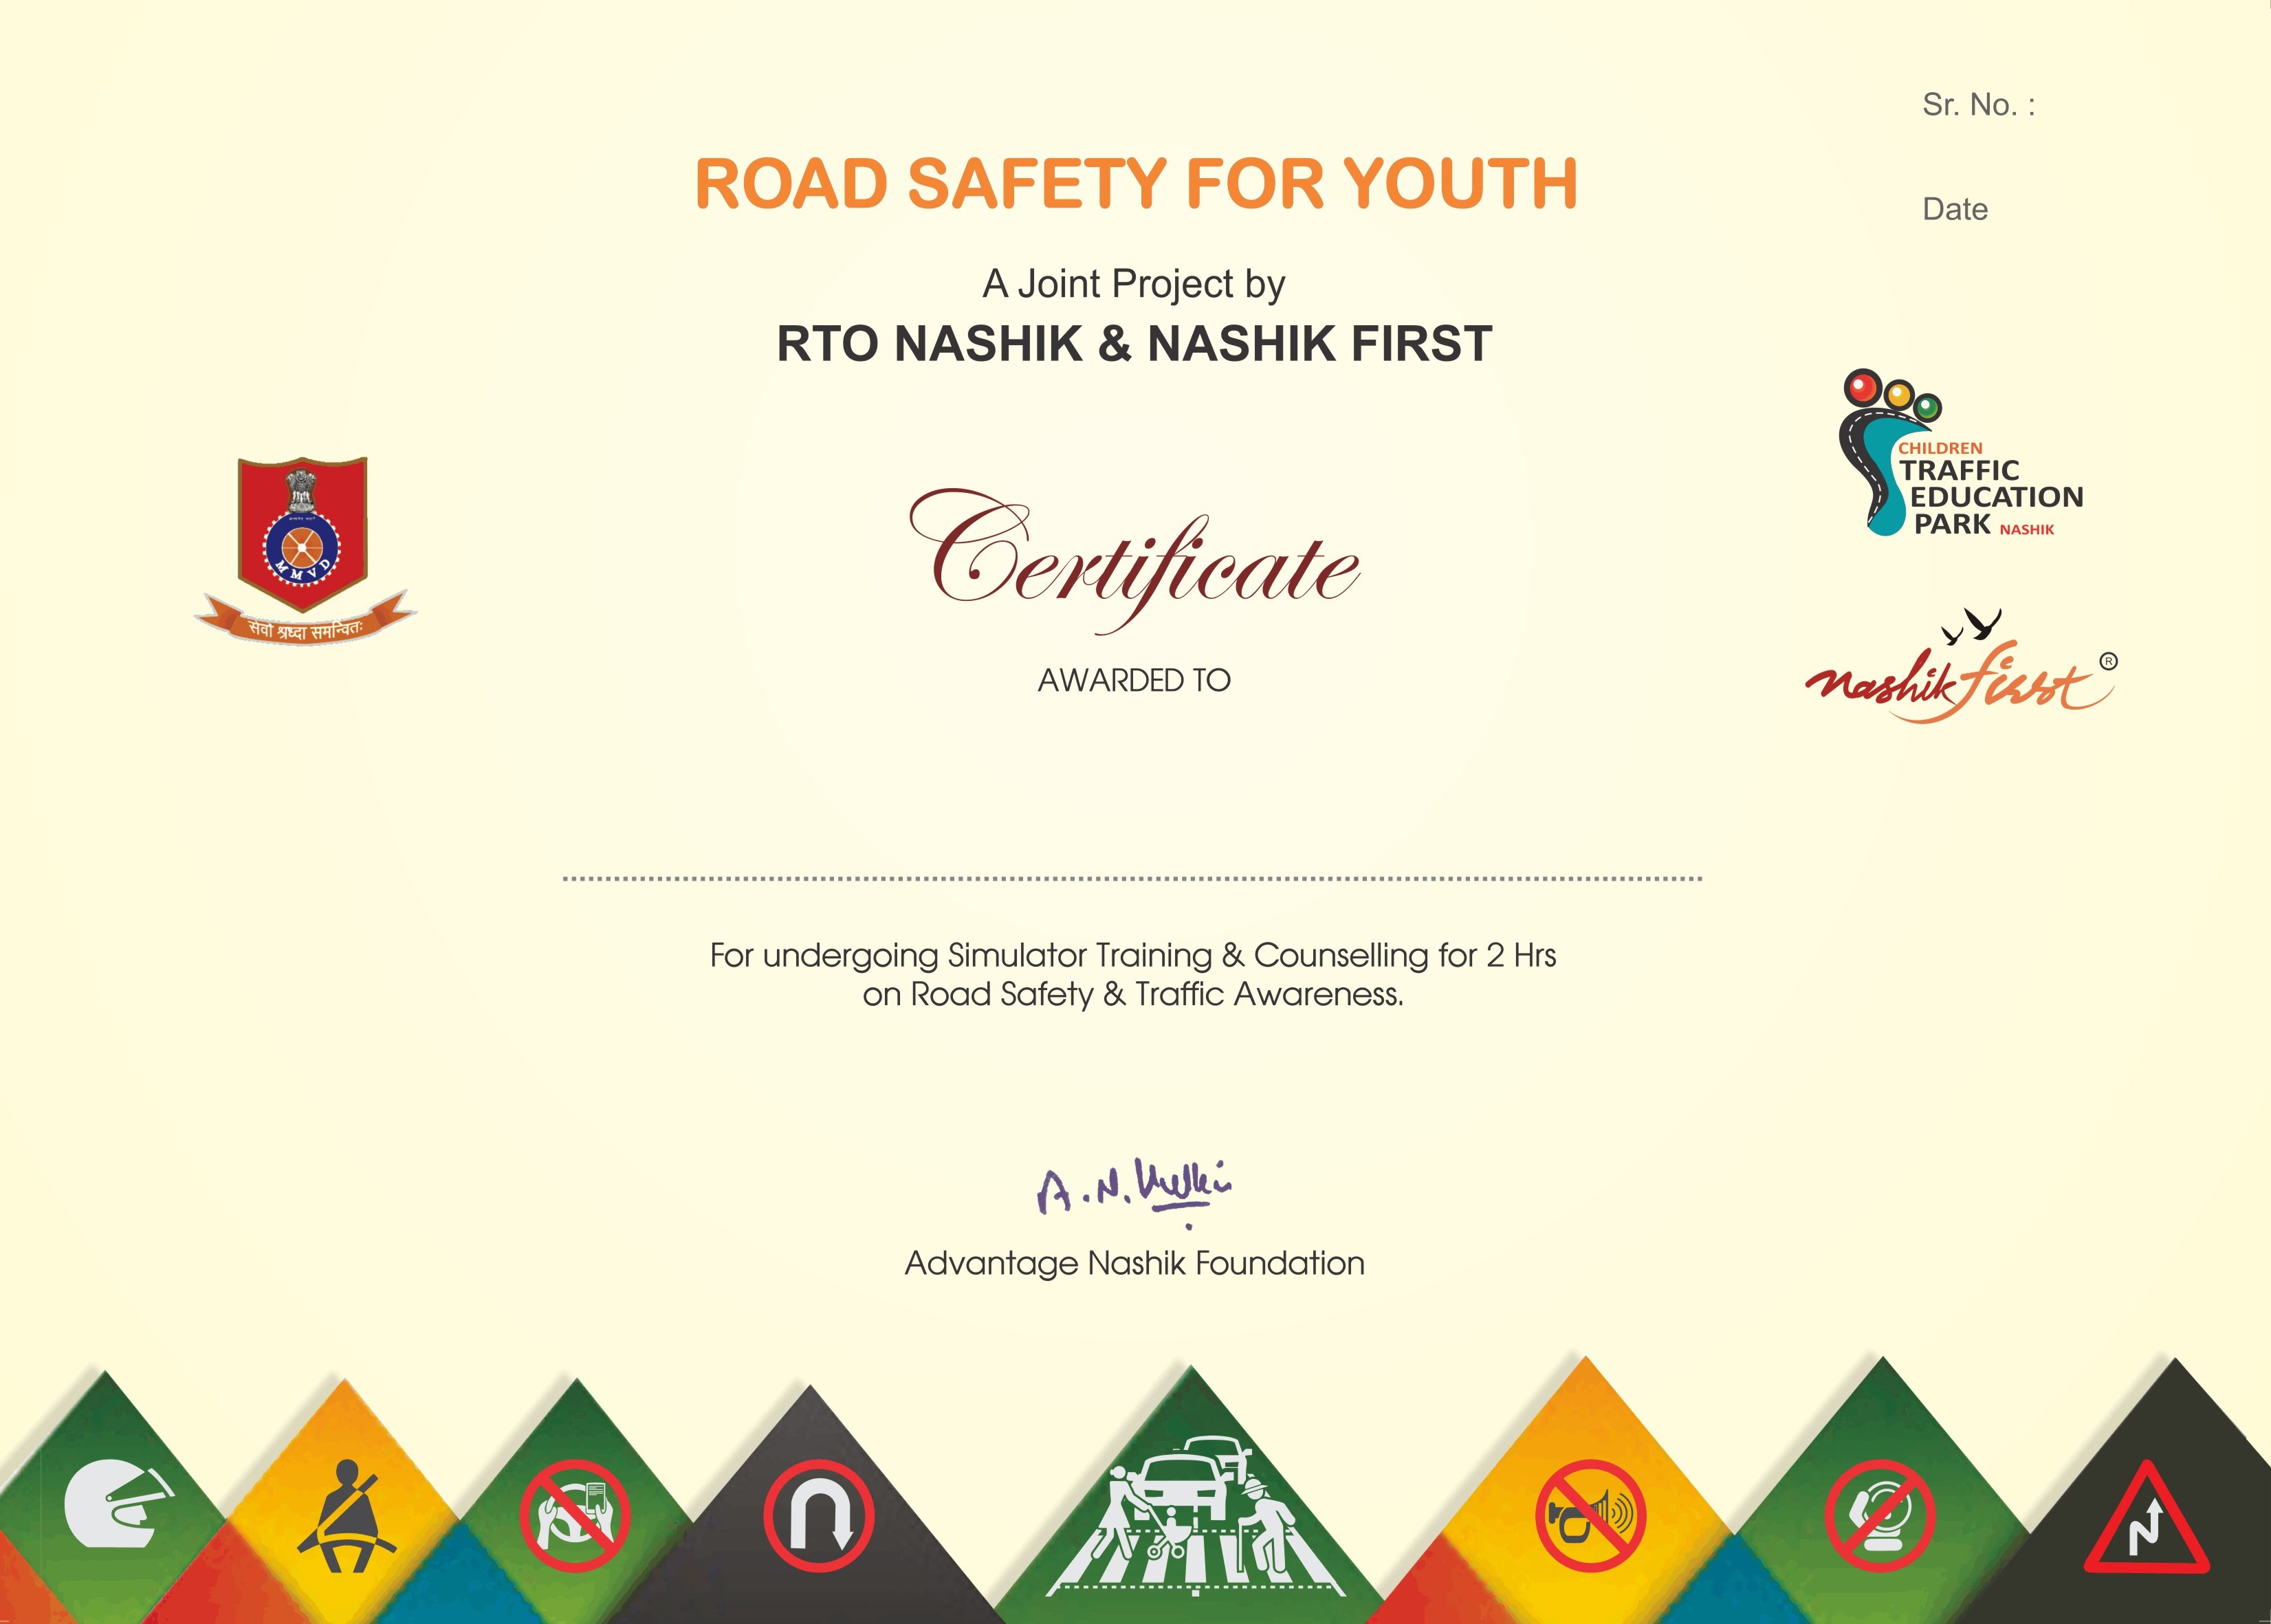 Sr. No. :
ROAD SAFETY FOR YOUTH
Date
A Joint Project by
RTO NASHIK & NASHIK FIRST
CHILDREN
TRAFFIC
EDUCATION
PARK NASHIK
MMVD
सेवा श्रध्दा समन्वितः
Certificate
nashik first ®
AWARDED TO
For undergoing Simulator Training & Counselling for 2 Hrs
on Road Safety & Traffic Awareness.
A. N.
Advantage Nashik Foundation